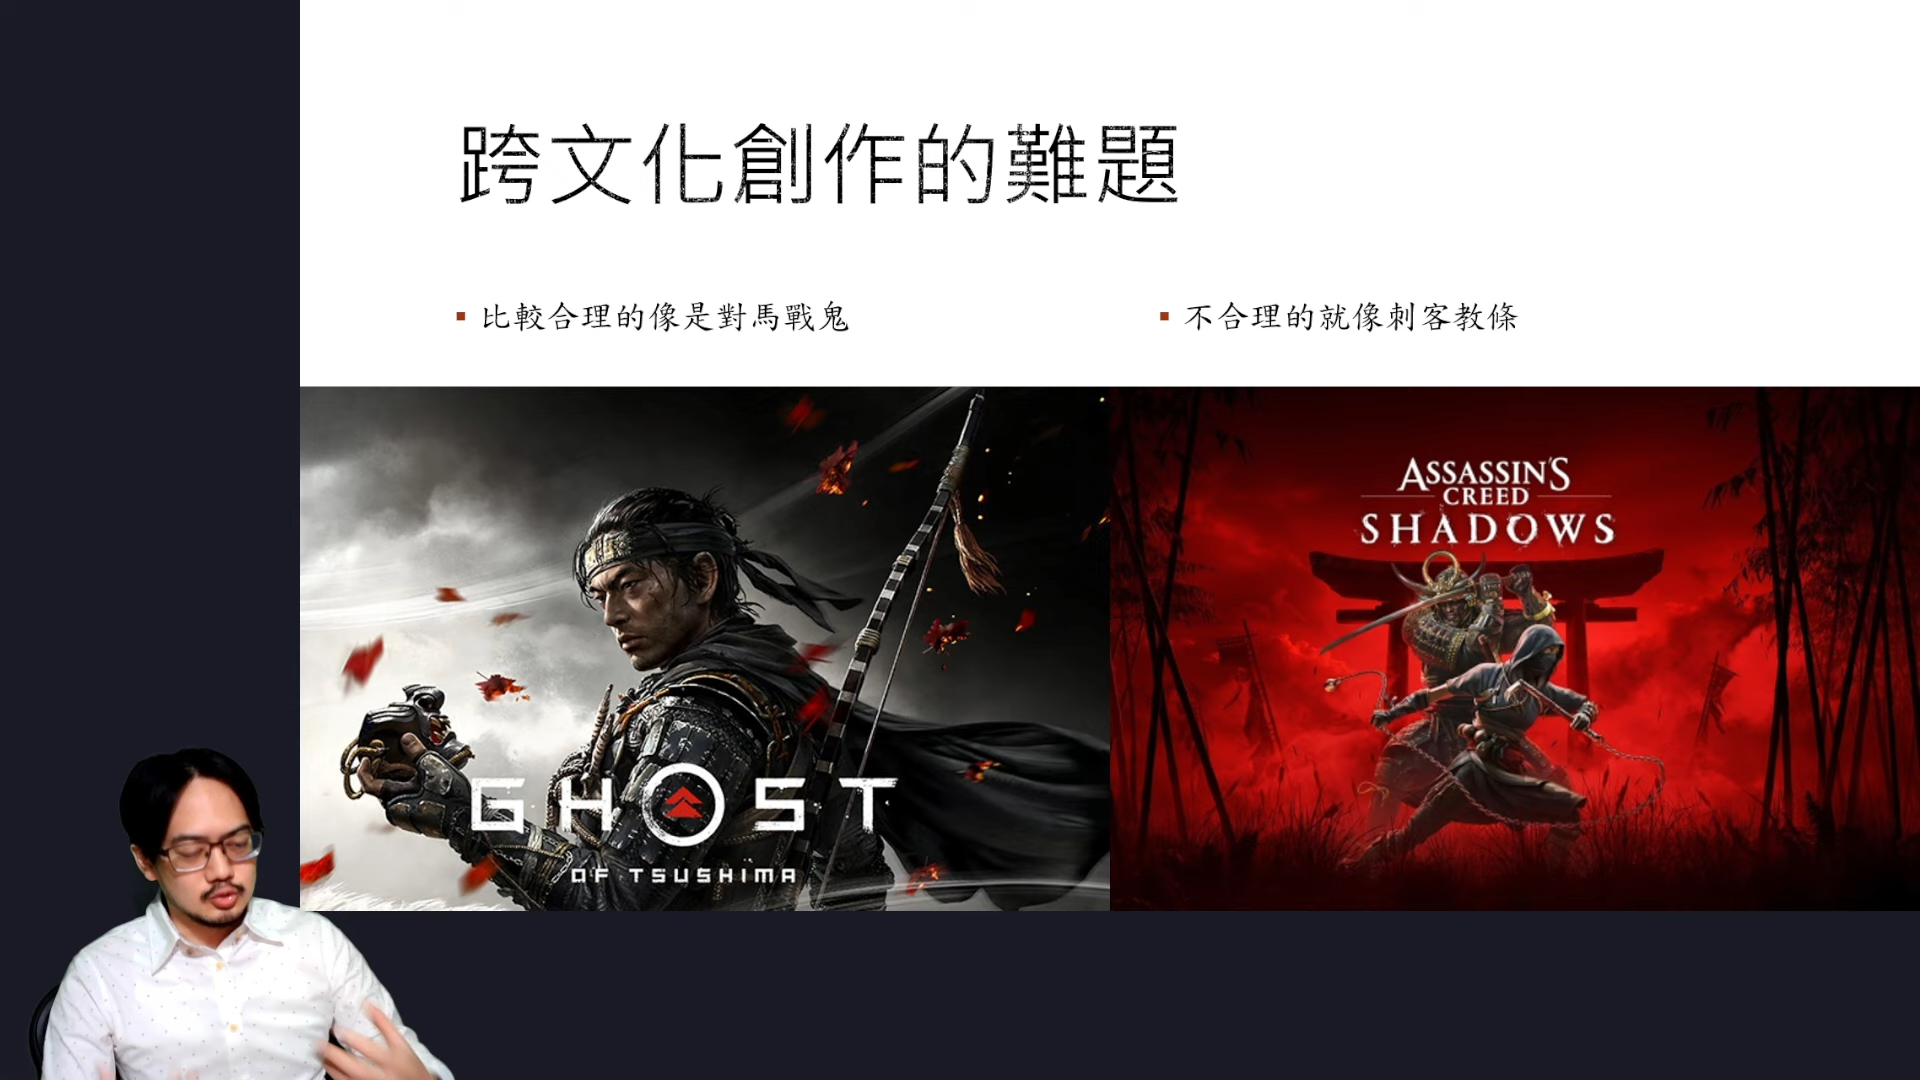 跨文化創作的難題
比較合理的像是對馬戰鬼
不合理的就像刺客教條
GHOST
OF TSUSHIMA
ASSASSIN'S
CREED
SHADOWS